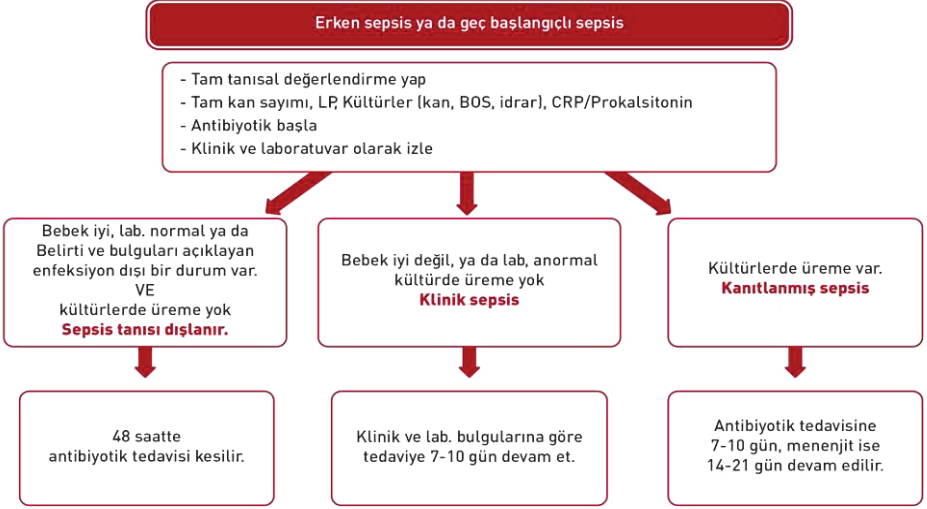 Erken sepsis ya da geç başlangıçlı sepsis
- Tam tanısal değerlendirme yap
- Tam kan sayımı, LP, Kültürler (kan, BOS, idrar), CRP/Prokalsitonin
- Antibiyotik başla
- Klinik ve laboratuvar olarak izle
Bebek iyi, lab. normal ya da
Belirti ve bulguları açıklayan
enfeksiyon dışı bir durum var.
VE
kültürlerde üreme yok
Sepsis tanısı dışlanır.
Bebek iyi değil, ya da lab, anormal
kültürde üreme yok
Klinik sepsis
Kültürlerde üreme var.
Kanıtlanmış sepsis
48 saatte
antibiyotik tedavisi kesilir.
Klinik ve lab. bulgularına göre
tedaviye 7-10 gün devam et.
Antibiyotik tedavisine
7-10 gün, menenjit ise
14-21 gün devam edilir.